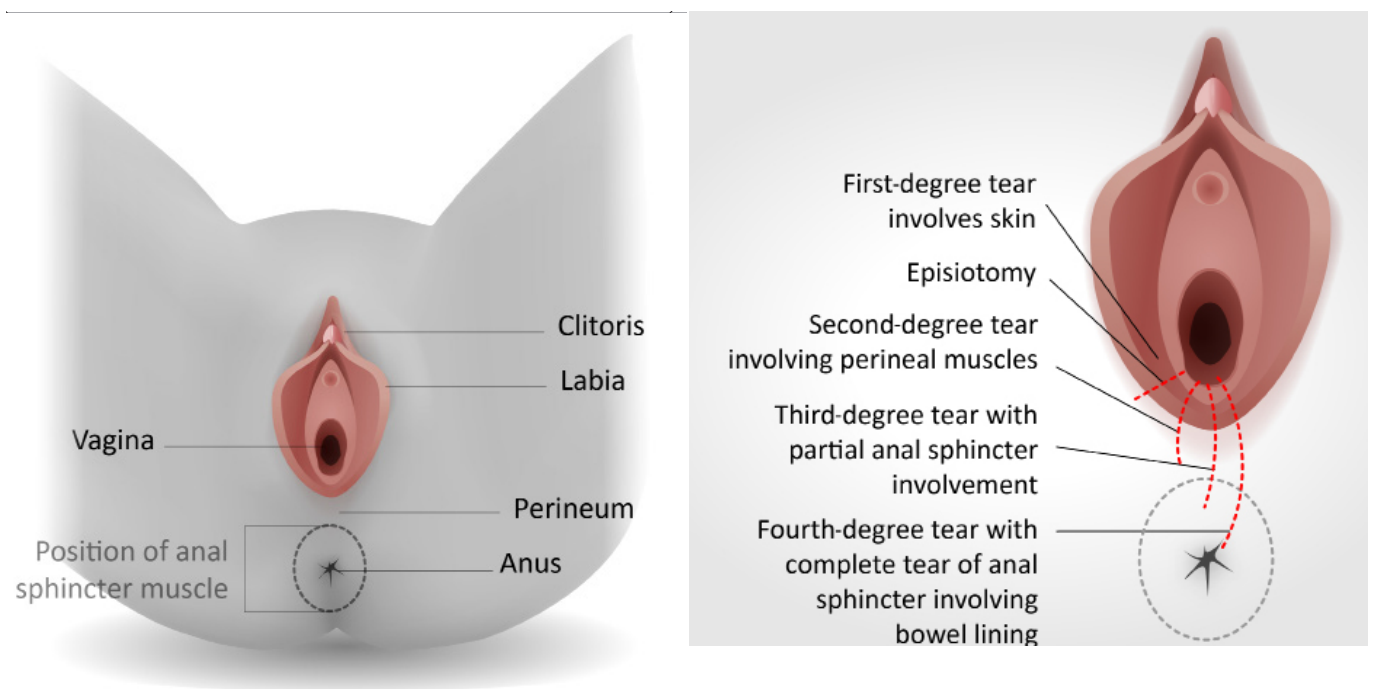 Clitoris
Labia
Vagina
Perineum
Position of anal
sphincter muscle
Anus
First-degree tear
involves skin
Episiotomy
Second-degree tear
involving perineal muscles
Third-degree tear with
partial anal sphincter
involvement
Fourth-degree tear with
complete tear of anal
sphincter involving
bowel lining